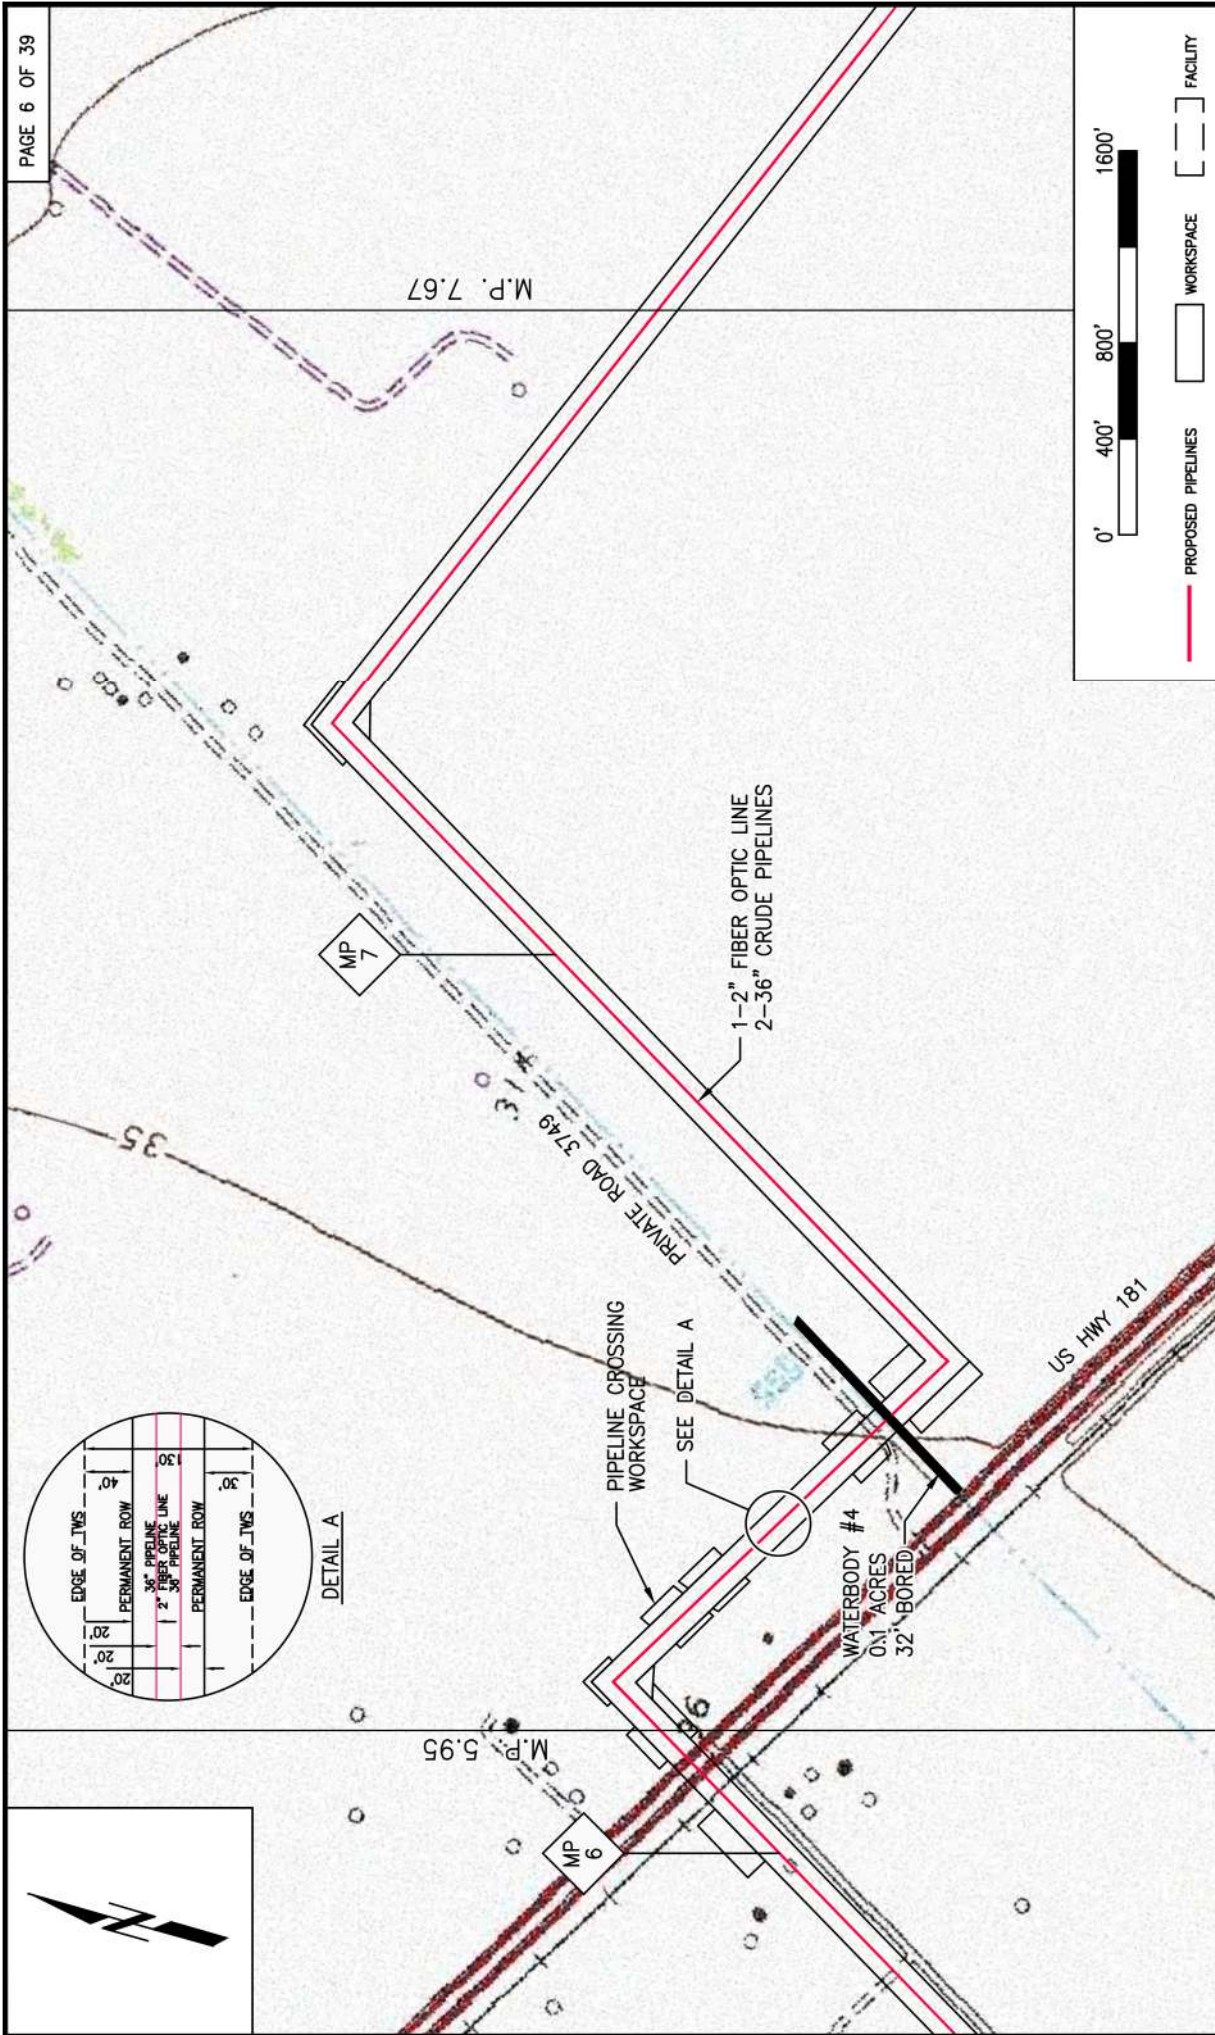 PAGE 6 OF 39
M.P. 5.95
M.P. 7.67
EDGE OF TWS
PERMANENT ROW
36" PIPELINE
2" FIBER OPTIC LINE
36" PIPELINE
PERMANENT ROW
EDGE OF TWS
20'
20'
20'
40'
130'
30'
DETAIL A
35
MP
7
31
PRIVATE ROAD 3749
PIPELINE CROSSING
WORKSPACE
SEE DETAIL A
MP
6
1-2" FIBER OPTIC LINE
2-36" CRUDE PIPELINES
WATERBODY #4
0.1 ACRES
32' BORED
US HWY 181
0'
400'
800'
1600'
PROPOSED PIPELINES
WORKSPACE
FACILITY